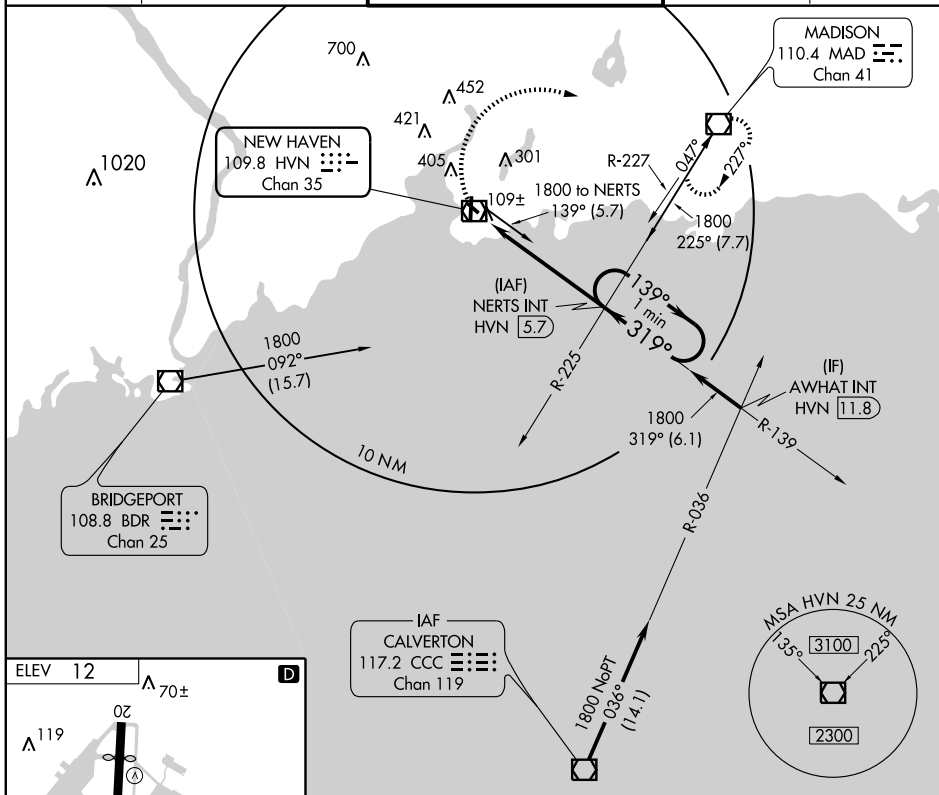 MADISON
110.4 MAD
Chan 41
700
452
421
405
301
1020
NEW HAVEN
109.8 HVN
Chan 35
109±
1800 to NERTS
139° (5.7)
R-227
047°
227°
1800
225° (7.7)
(IAF)
NERTS INT
HVN 5.7
139°
1 min
319°
R-225
1800
092°
(15.7)
(IF)
AWHAT INT
HVN 11.8
1800
319° (6.1)
R-139
10 NM
BRIDGEPORT
108.8 BDR
Chan 25
R-036
IAF
CALVERTON
117.2 CCC
Chan 119
1800 NoPT
036°
(14.1)
MSA HVN 25 NM
135°
3100
225°
2300
ELEV 12
D
70±
20
119